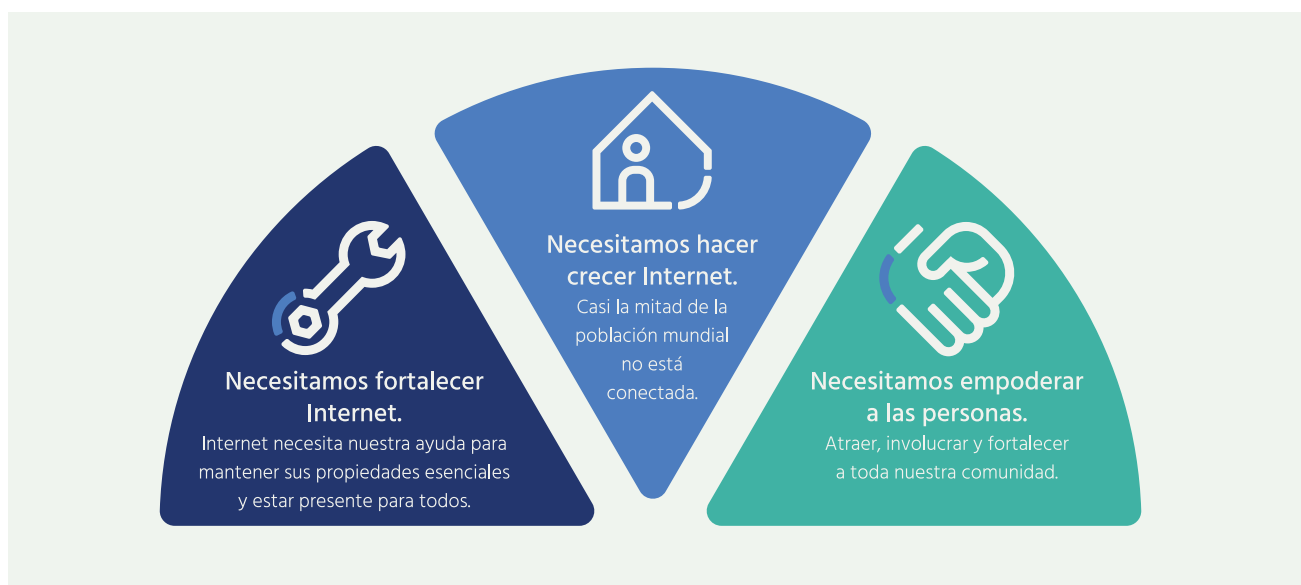 Necesitamos fortalecer
Internet.
Internet necesita nuestra ayuda para
mantener sus propiedades esenciales
y estar presente para todos.
Necesitamos hacer
crecer Internet.
Casi la mitad de la
población mundial
no está
conectada.
Necesitamos empoderar
a las personas.
Atraer, involucrar y fortalecer
a toda nuestra comunidad.